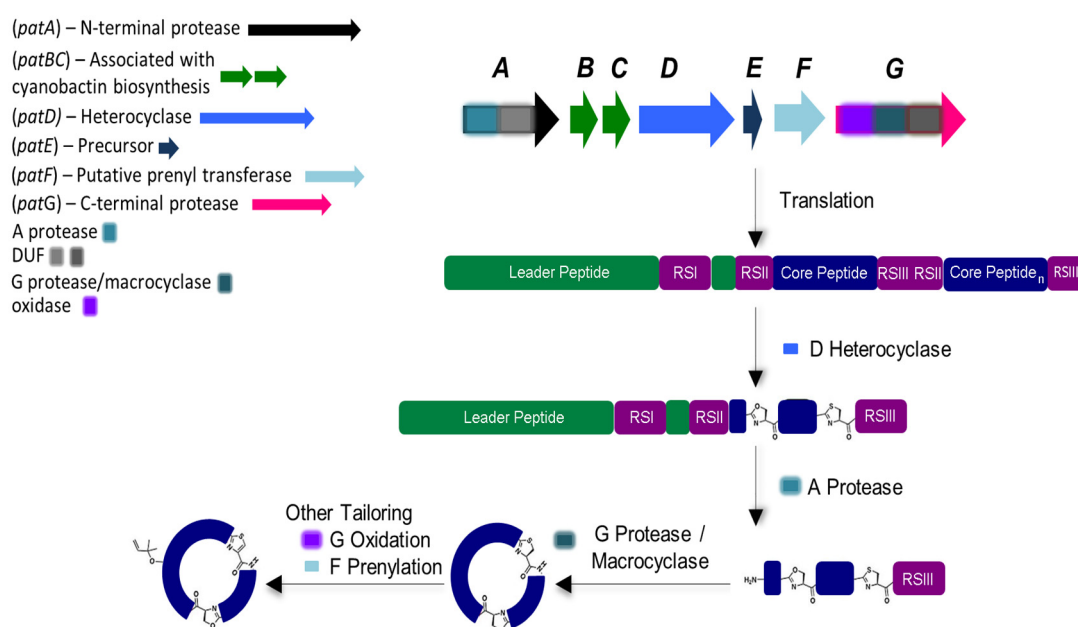 (patA) – N-terminal protease
(patBC) – Associated with
cyanobactin biosynthesis
(patD) – Heterocyclase
(patE) – Precursor
(patF) – Putative prenyl transferase
(patG) – C-terminal protease
A protease
DUF
G protease/macrocyclase
oxidase
A B C D E F G
Translation
Leader Peptide RSI RSII Core Peptide RSIII RSII Core Peptide n RSIII
D Heterocyclase
Leader Peptide RSI RSII O N O S N O RSIII
A Protease
H₂N O N O S N O RSIII
G Protease /
Macrocyclase
Other Tailoring
G Oxidation
F Prenylation